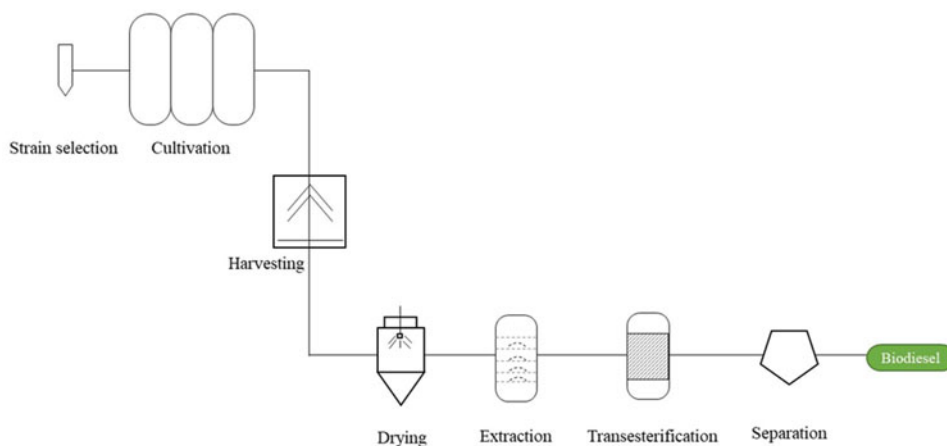 Strain selection
Cultivation
Harvesting
Drying
Extraction
Transesterification
Separation
Biodiesel